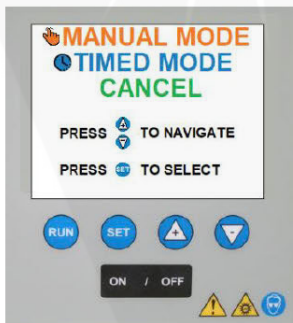 MANUAL MODE
TIMED MODE
CANCEL
PRESS + TO NAVIGATE
PRESS SET TO SELECT
RUN SET + -
ON / OFF